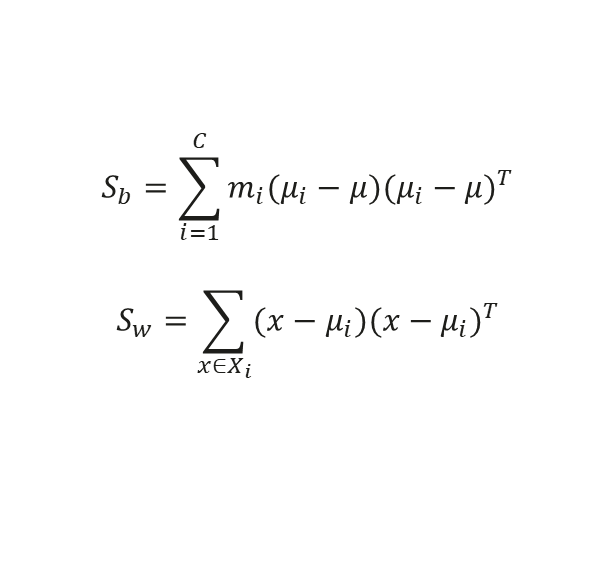 $S_b = \sum_{i=1}^{C} m_i(\mu_i - \mu)(\mu_i - \mu)^T$
$S_w = \sum_{x \in X_i} (x - \mu_i)(x - \mu_i)^T$